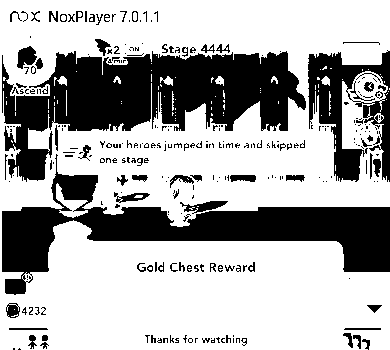 nox NoxPlayer 7.0.1.1
x2 ON
Stage 4444
70
Ascend
Your heroes jumped in time and skipped
one stage
Gold Chest Reward
4232
Thanks for watching